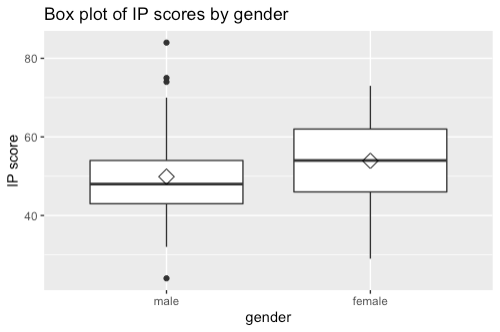 Box plot of IP scores by gender
IP score
80
60
40
male
female
gender